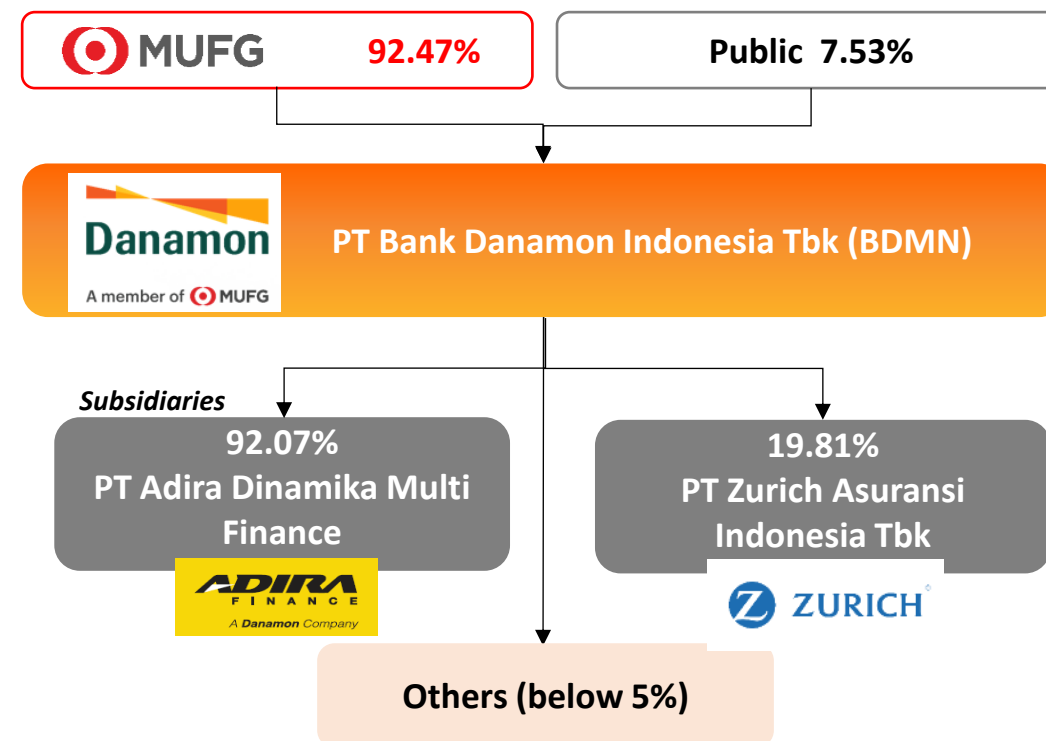 MUFG 92.47%
Public 7.53%
Danamon
A member of MUFG
PT Bank Danamon Indonesia Tbk (BDMN)
Subsidiaries
92.07%
PT Adira Dinamika Multi
Finance
ADIRA
FINANCE
A Danamon Company
19.81%
PT Zurich Asuransi
Indonesia Tbk
Z ZURICH
Others (below 5%)